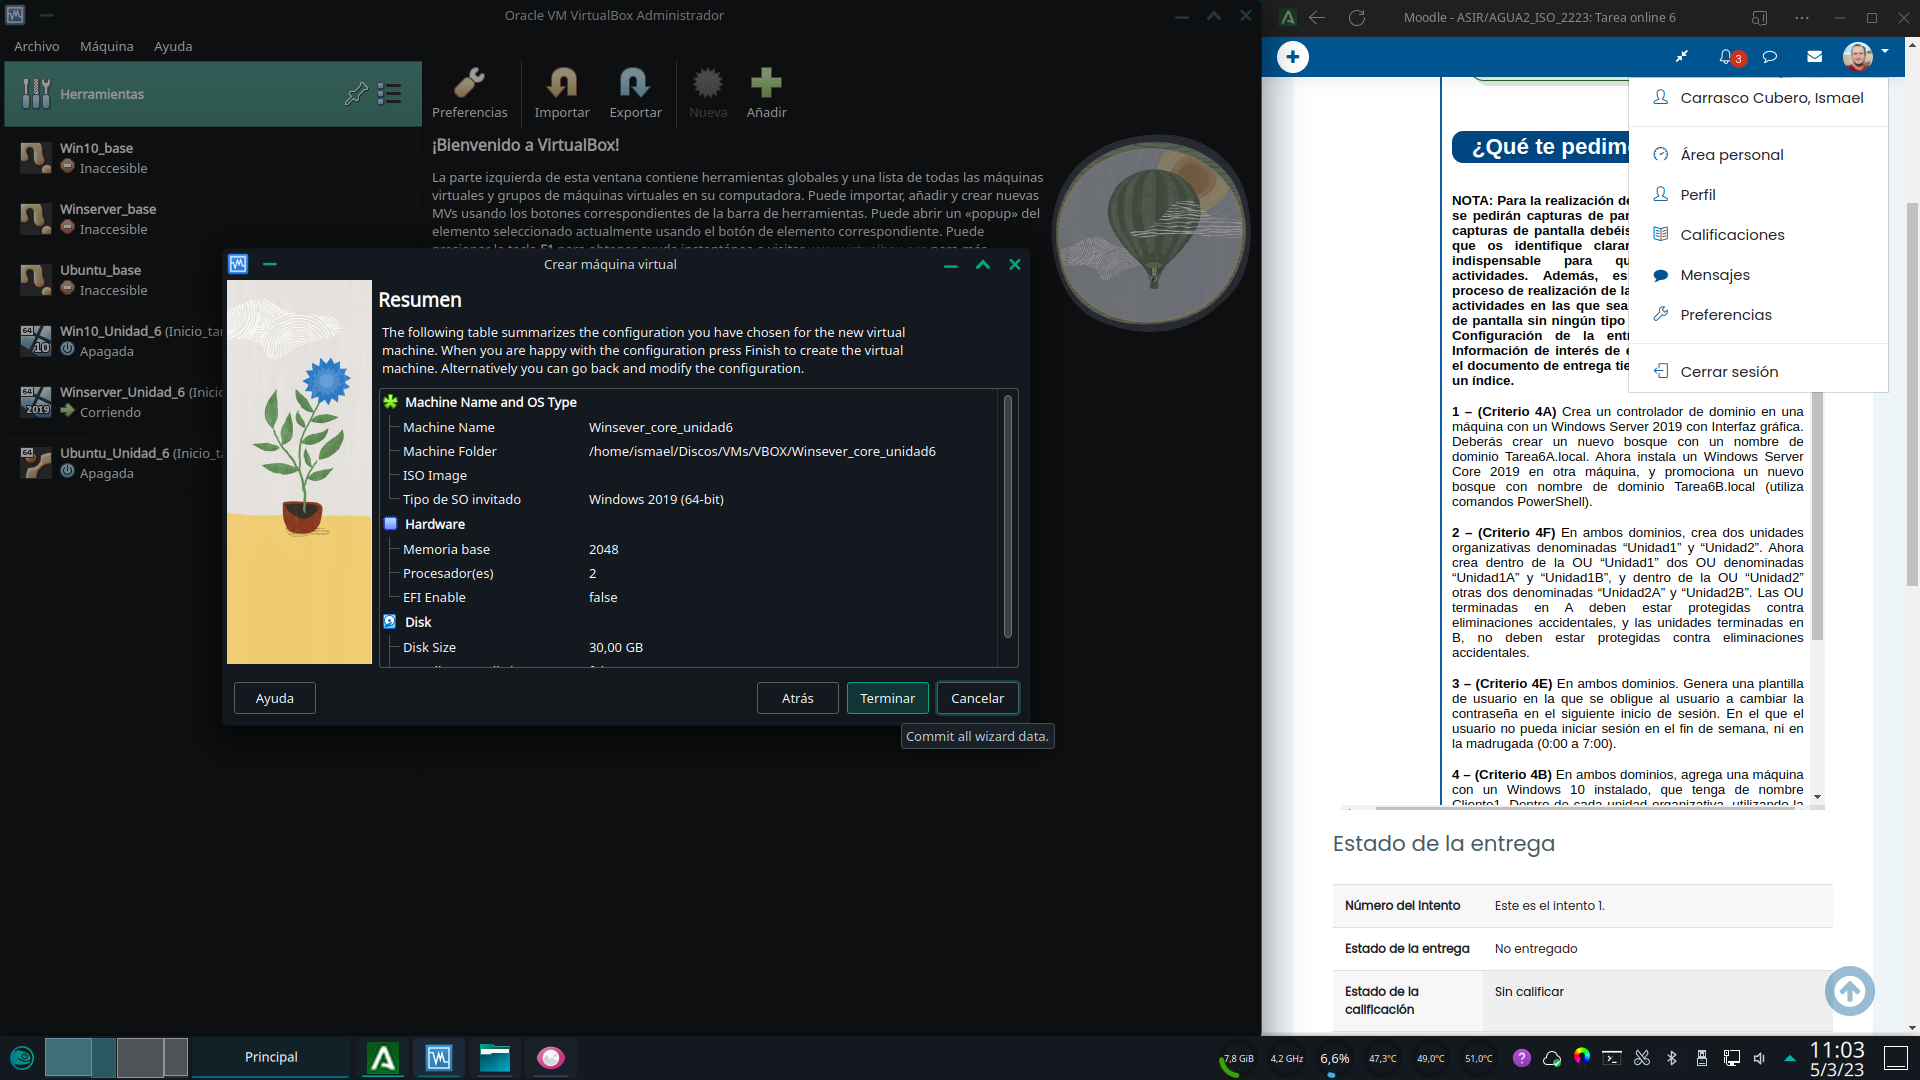 Oracle VM VirtualBox Administrador
Archivo Máquina Ayuda
Herramientas
Preferencias
Importar
Exportar
Nueva
Añadir
Win10_base
Inaccesible
Winserver_base
Inaccesible
Ubuntu_base
Inaccesible
Win10_Unidad_6 (Inicio_tar
Apagada
Winserver_Unidad_6 (Inic
Corriendo
Ubuntu_Unidad_6 (Inicio_t
Apagada
¡Bienvenido a VirtualBox!
La parte izquierda de esta ventana contiene herramientas globales y una lista de todas las máquinas
virtuales y grupos de máquinas virtuales en su computadora. Puede importar, añadir y crear nuevas
MVs usando los botones correspondientes de la barra de herramientas. Puede abrir un «popup» del
elemento seleccionado actualmente usando el botón de elemento correspondiente. Puede
Crear máquina virtual
Resumen
The following table summarizes the configuration you have chosen for the new virtual
machine. When you are happy with the configuration press Finish to create the virtual
machine. Alternatively you can go back and modify the configuration.
Machine Name and OS Type
Machine Name Winsever_core_unidad6
Machine Folder /home/ismael/Discos/VMs/VBOX/Winsever_core_unidad6
ISO Image
Tipo de SO invitado Windows 2019 (64-bit)
Hardware
Memoria base 2048
Procesador(es) 2
EFI Enable false
Disk
Disk Size 30,00 GB
Ayuda
Atrás
Terminar
Cancelar
Commit all wizard data.
Moodle - ASIR/AGUA2_ISO_2223: Tarea online 6
3
Carrasco Cubero, Ismael
Área personal
Perfil
Calificaciones
Mensajes
Preferencias
Cerrar sesión
¿Qué te pedim
NOTA: Para la realización de
se pedirán capturas de pan
capturas de pantalla debéis
que os identifique claram
indispensable para qu
actividades. Además, es
proceso de realización de la
actividades en las que sea
de pantalla sin ningún tipo
Configuración de la entr
Información de interés de e
el documento de entrega tie
un índice.
1 – (Criterio 4A) Crea un controlador de dominio en una
máquina con un Windows Server 2019 con Interfaz gráfica.
Deberás crear un nuevo bosque con un nombre de
dominio Tarea6A.local. Ahora instala un Windows Server
Core 2019 en otra máquina, y promociona un nuevo
bosque con nombre de dominio Tarea6B.local (utiliza
comandos PowerShell).
2 – (Criterio 4F) En ambos dominios, crea dos unidades
organizativas denominadas “Unidad1” y “Unidad2”. Ahora
crea dentro de la OU “Unidad1” dos OU denominadas
“Unidad1A” y “Unidad1B”, y dentro de la OU “Unidad2”
otras dos denominadas “Unidad2A” y “Unidad2B”. Las OU
terminadas en A deben estar protegidas contra
eliminaciones accidentales, y las unidades terminadas en
B, no deben estar protegidas contra eliminaciones
accidentales.
3 – (Criterio 4E) En ambos dominios. Genera una plantilla
de usuario en la que se obligue al usuario a cambiar la
contraseña en el siguiente inicio de sesión. En el que el
usuario no pueda iniciar sesión en el fin de semana, ni en
la madrugada (0:00 a 7:00).
4 – (Criterio 4B) En ambos dominios, agrega una máquina
con un Windows 10 instalado, que tenga de nombre
Cliente1. Dentro de cada unidad organizativa, utilizando la
Estado de la entrega
Número del intento Este es el intento 1.
Estado de la entrega No entregado
Estado de la
calificación
Sin calificar
Principal
7,8 GiB
4,2 GHz
6,6%
47,3°C
49,0°C
51,0°C
11:03
5/3/23